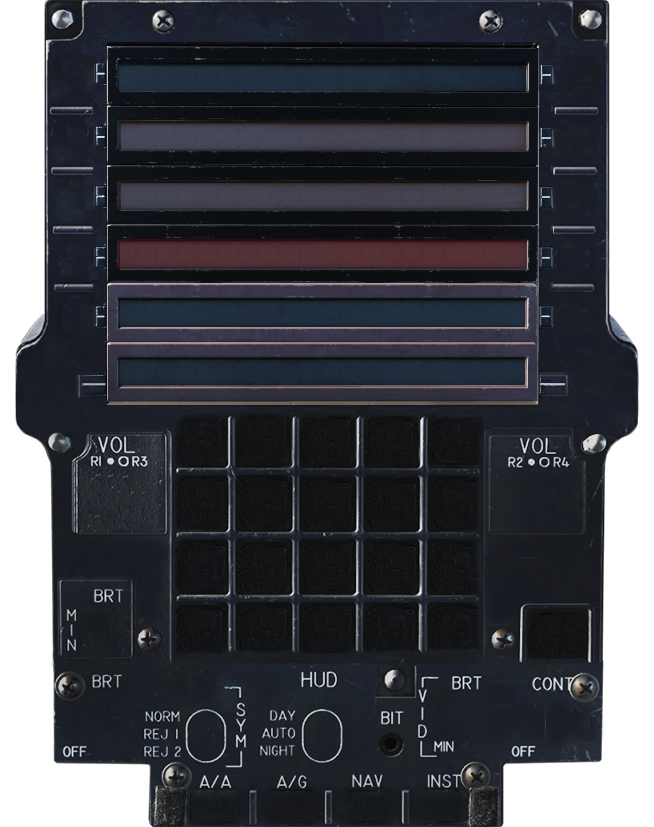 VOL
R1 ● O R3
VOL
R2 ● O R4
BRT
MIN
BRT
HUD
BRT
CONT
VID
NORM
REJ 1
REJ 2
SYM
DAY
AUTO
NIGHT
BIT
MIN
OFF
OFF
A/A
A/G
NAV
INST